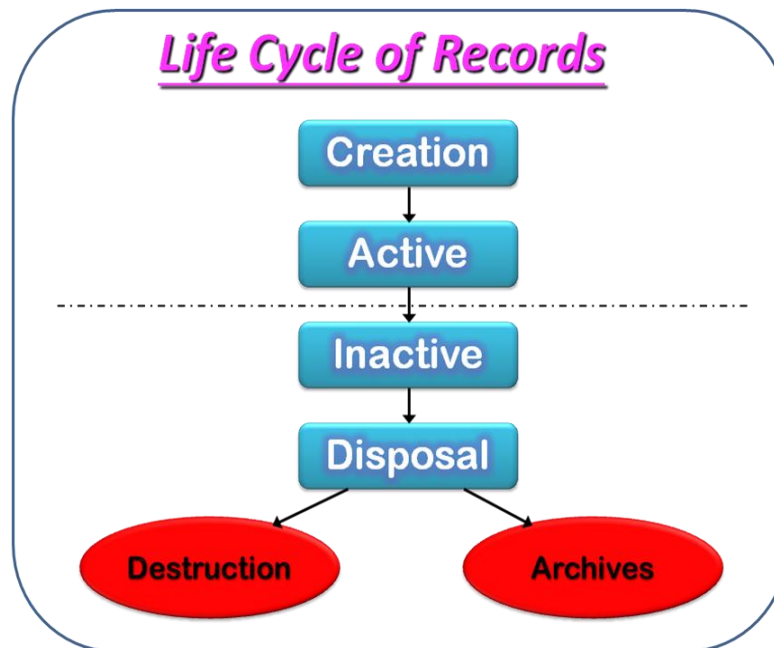 Life Cycle of Records
Creation
Active
Inactive
Disposal
Destruction
Archives